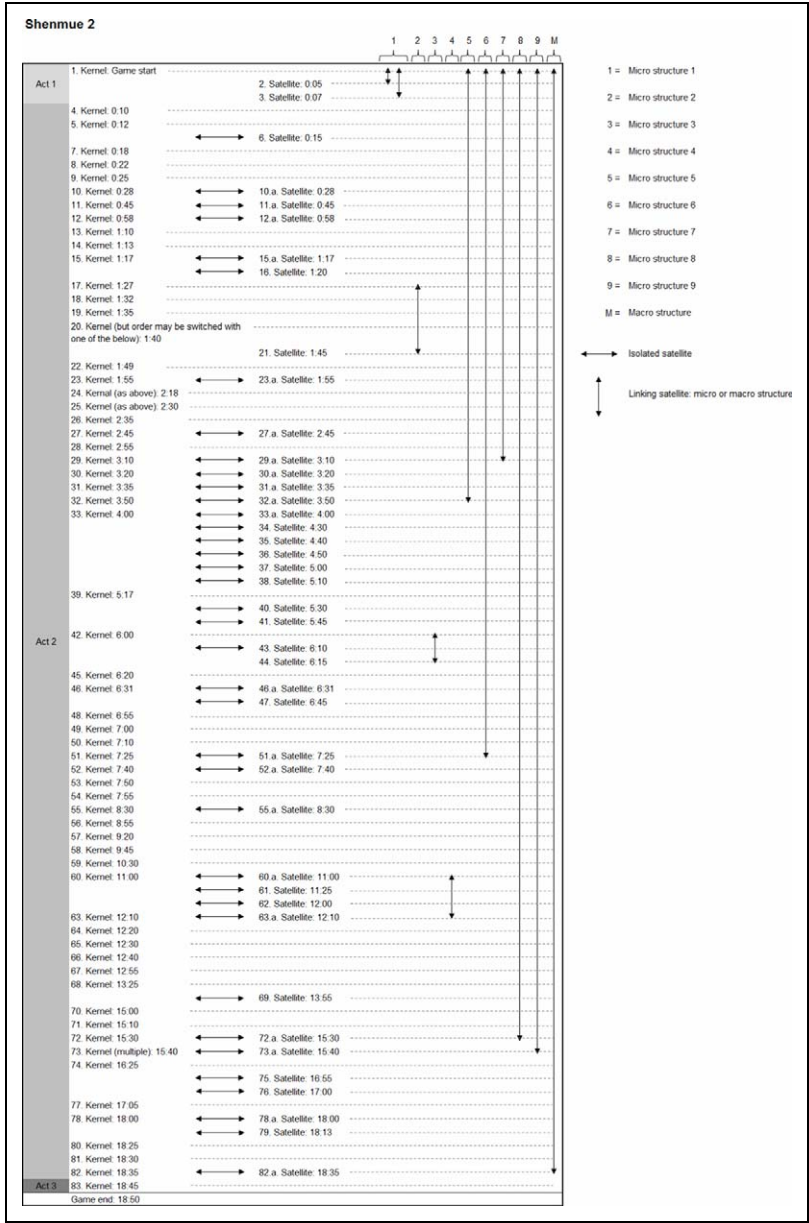 Shenmue 2
1 2 3 4 5 6 7 8 9 M
Act 1
1. Kernel: Game start
2. Satellite: 0:05
3. Satellite: 0:07
4. Kernel: 0:10
5. Kernel: 0:12
6. Satellite: 0:15
7. Kernel: 0:18
8. Kernel: 0:22
9. Kernel: 0:25
10. Kernel: 0:28 10.a. Satellite: 0:28
11. Kernel: 0:45 11.a. Satellite: 0:45
12. Kernel: 0:58 12.a. Satellite: 0:58
13. Kernel: 1:10
14. Kernel: 1:13
15. Kernel: 1:17 15.a. Satellite: 1:17
16. Satellite: 1:20
17. Kernel: 1:27
18. Kernel: 1:32
19. Kernel: 1:35
20. Kernel (but order may be switched with
one of the below): 1:40
21. Satellite: 1:45
22. Kernel: 1:49
23. Kernel: 1:55 23.a. Satellite: 1:55
24. Kernal (as above): 2:18
25. Kernel (as above): 2:30
26. Kernel: 2:35
27. Kernel: 2:45 27.a. Satellite: 2:45
28. Kernel: 2:55
29. Kernel: 3:10 29.a. Satellite: 3:10
30. Kernel: 3:20 30.a. Satellite: 3:20
31. Kernel: 3:35 31.a. Satellite: 3:35
32. Kernel: 3:50 32.a. Satellite: 3:50
33. Kernel: 4:00 33.a. Satellite: 4:00
34. Satellite: 4:30
35. Satellite: 4:40
36. Satellite: 4:50
37. Satellite: 5:00
38. Satellite: 5:10
39. Kernel: 5:17
40. Satellite: 5:30
41. Satellite: 5:45
42. Kernel: 6:00
Act 2
43. Satellite: 6:10
44. Satellite: 6:15
45. Kernel: 6:20
46. Kernel: 6:31 46.a. Satellite: 6:31
47. Satellite: 6:45
48. Kernel: 6:55
49. Kernel: 7:00
50. Kernel: 7:10
51. Kernel: 7:25 51.a. Satellite: 7:25
52. Kernel: 7:40 52.a. Satellite: 7:40
53. Kernel: 7:50
54. Kernel: 7:55
55. Kernel: 8:30 55.a. Satellite: 8:30
56. Kernel: 8:55
57. Kernel: 9:20
58. Kernel: 9:45
59. Kernel: 10:30
60. Kernel: 11:00 60.a. Satellite: 11:00
61. Satellite: 11:25
62. Satellite: 12:00
63. Kernel: 12:10 63.a. Satellite: 12:10
64. Kernel: 12:20
65. Kernel: 12:30
66. Kernel: 12:40
67. Kernel: 12:55
68. Kernel: 13:25
69. Satellite: 13:55
70. Kernel: 15:00
71. Kernel: 15:10
72. Kernel: 15:30 72.a. Satellite: 15:30
73. Kernel (multiple): 15:40 73.a. Satellite: 15:40
74. Kernel: 16:25
75. Satellite: 16:55
76. Satellite: 17:00
77. Kernel: 17:05
78. Kernel: 18:00 78.a. Satellite: 18:00
79. Satellite: 18:13
80. Kernel: 18:25
81. Kernel: 18:30
82. Kernel: 18:35 82.a. Satellite: 18:35
Act 3 83. Kernel: 18:45
Game end: 18:50
1 = Micro structure 1
2 = Micro structure 2
3 = Micro structure 3
4 = Micro structure 4
5 = Micro structure 5
6 = Micro structure 6
7 = Micro structure 7
8 = Micro structure 8
9 = Micro structure 9
M = Macro structure
Isolated satellite
Linking satellite: micro or macro structure